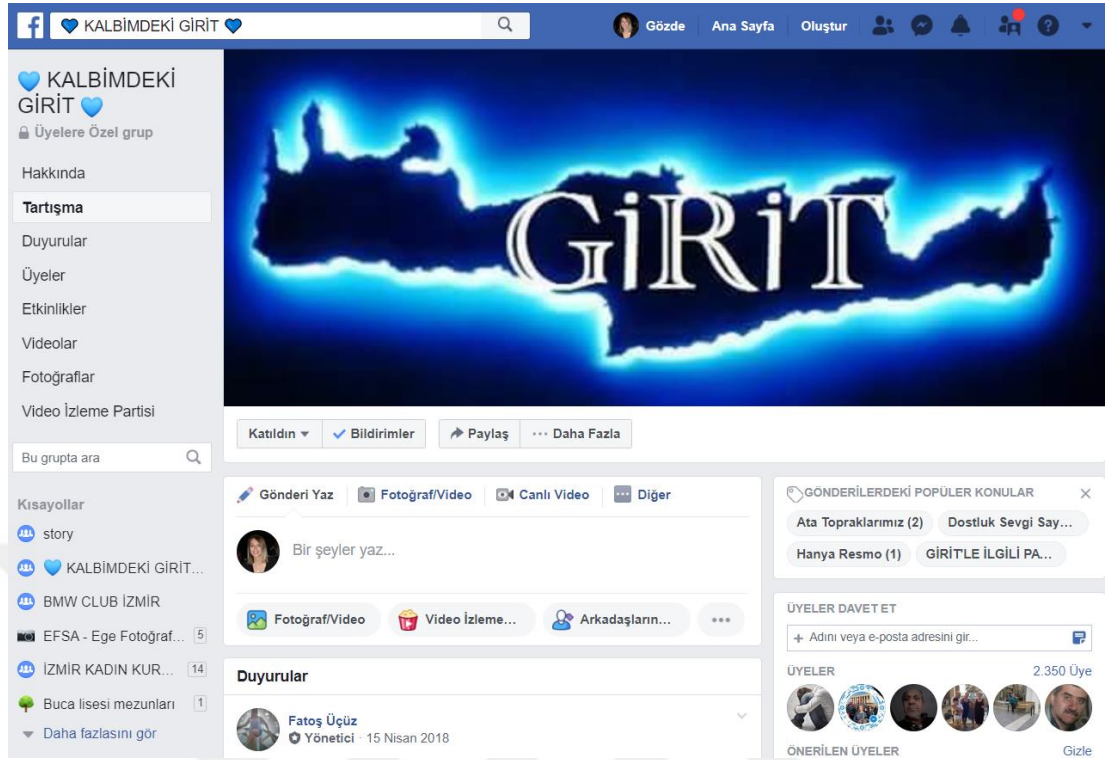 💙 KALBİMDEKİ GİRİT 💙
Gözde
Ana Sayfa
Oluştur
💙 KALBİMDEKİ
GİRİT 💙
Üyelere Özel grup
Hakkında
Tartışma
Duyurular
Üyeler
Etkinlikler
Videolar
Fotoğraflar
Video İzleme Partisi
Bu grupta ara
Kısayollar
story
💙 KALBİMDEKİ GİRİT...
BMW CLUB İZMİR
EFSA - Ege Fotoğraf... 5
İZMİR KADIN KUR... 14
Buca lisesi mezunları 1
Daha fazlasını gör
GiRiT
Katıldın
Bildirimler
Paylaş
Daha Fazla
Gönderi Yaz
Fotoğraf/Video
Canlı Video
Diğer
Bir şeyler yaz...
Fotoğraf/Video
Video İzleme...
Arkadaşların...
Duyurular
Fatoş Üçüz
Yönetici · 15 Nisan 2018
GÖNDERİLERDEKİ POPÜLER KONULAR
Ata Topraklarımız (2)
Dostluk Sevgi Say...
Hanya Resmo (1)
GİRİT'LE İLGİLİ PA...
ÜYELER DAVET ET
+ Adını veya e-posta adresini gir...
ÜYELER
2.350 Üye
ÖNERİLEN ÜYELER
Gizle